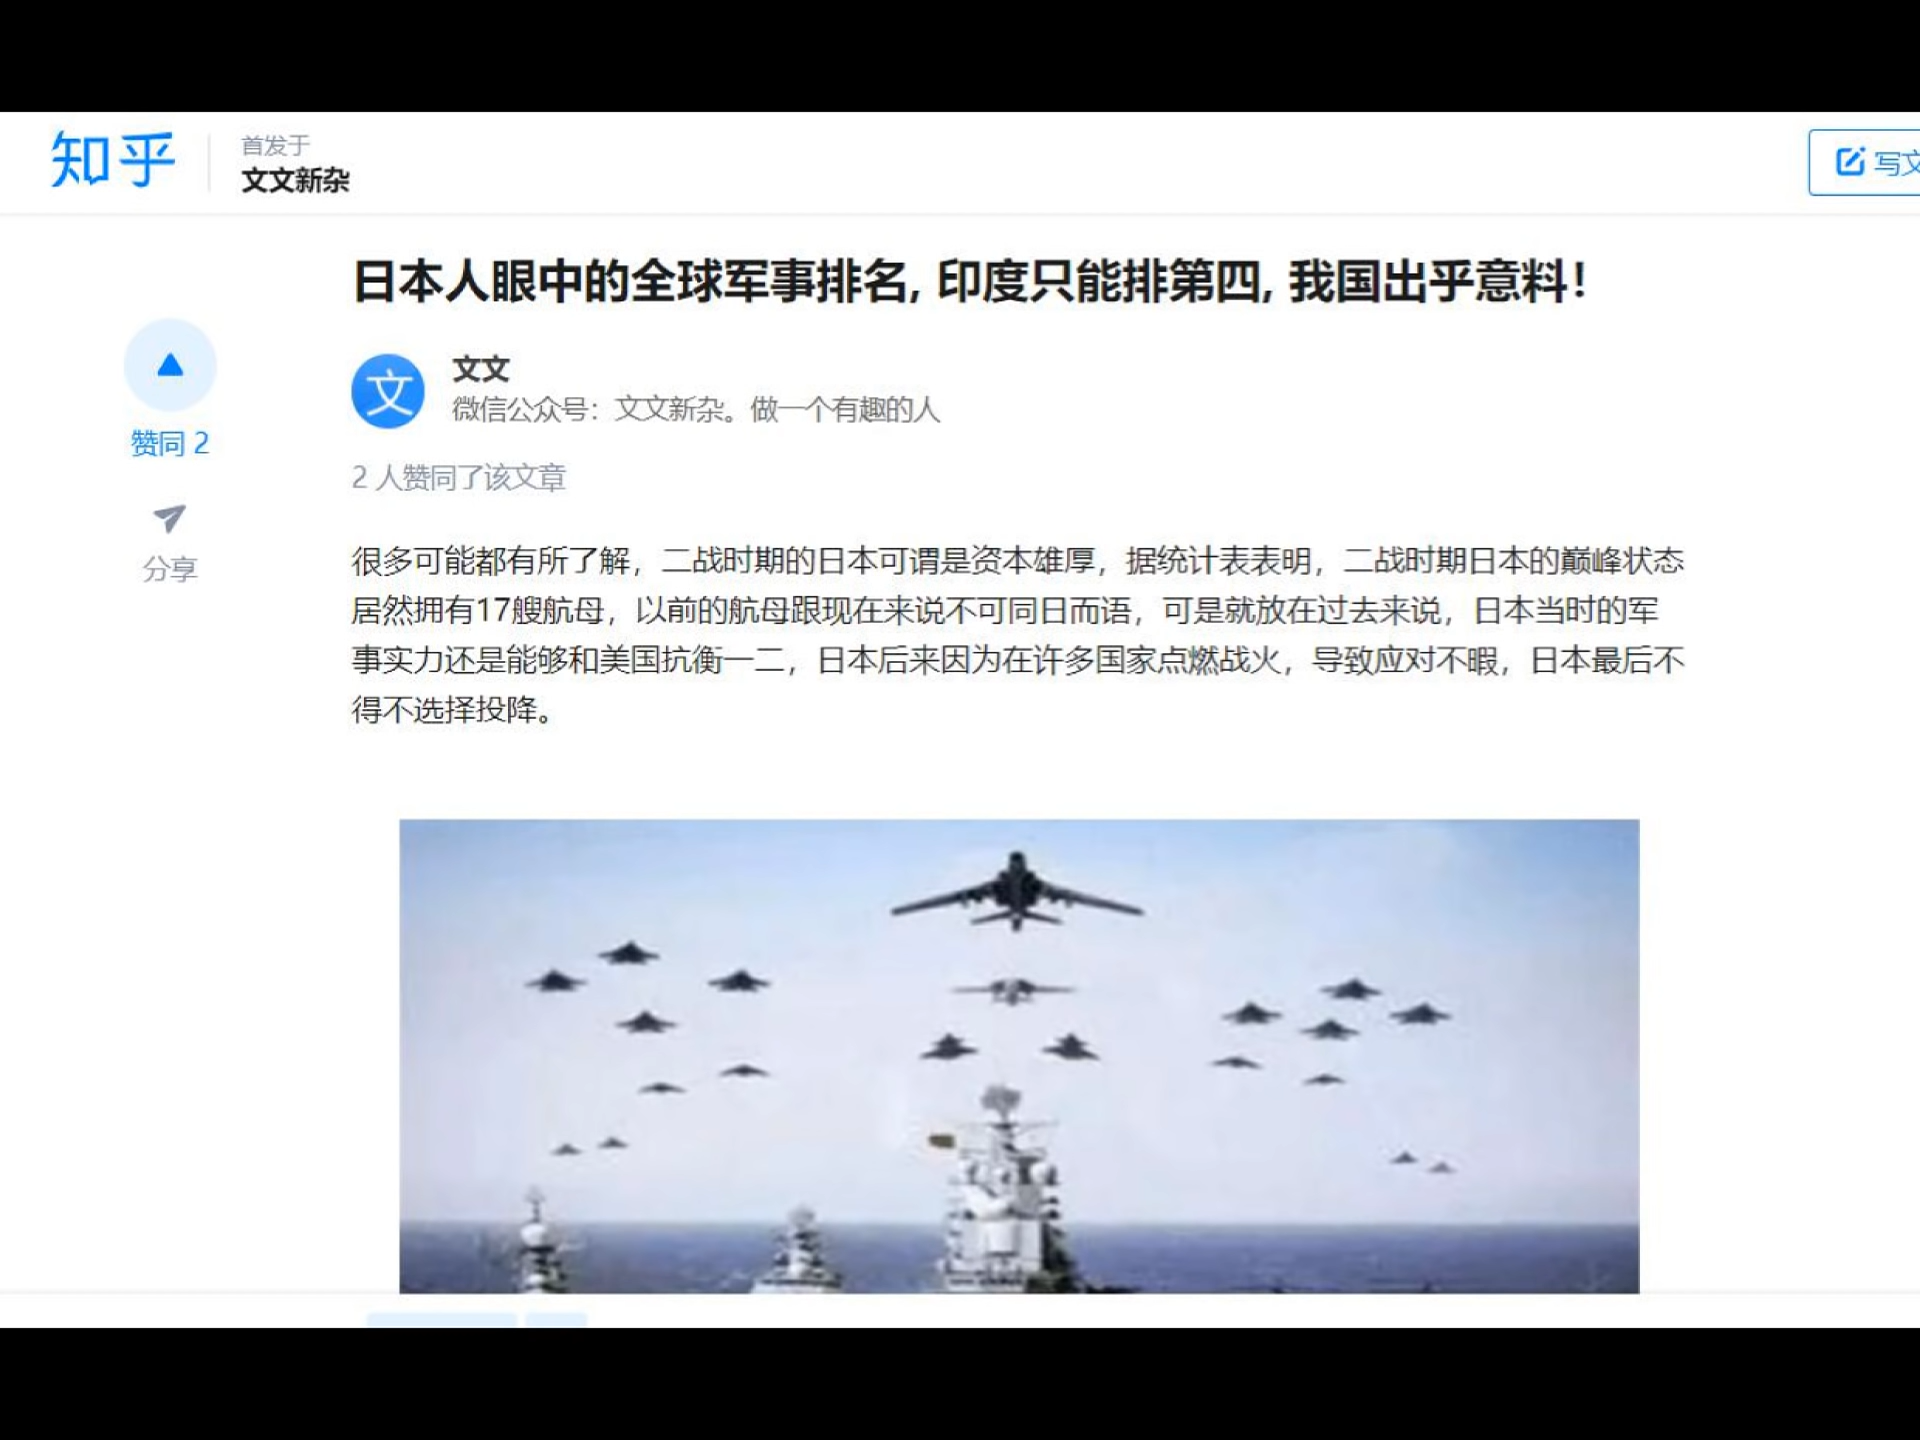 知乎
首发于
文文新杂
写文
日本人眼中的全球军事排名, 印度只能排第四, 我国出乎意料!
文
文文
微信公众号：文文新杂。做一个有趣的人
赞同 2
2 人赞同了该文章
分享
很多可能都有所了解，二战时期的日本可谓是资本雄厚，据统计表表明，二战时期日本的巅峰状态
居然拥有17艘航母，以前的航母跟现在来说不可同日而语，可是就放在过去来说，日本当时的军
事实力还是能够和美国抗衡一二，日本后来因为在许多国家点燃战火，导致应对不暇，日本最后不
得不选择投降。